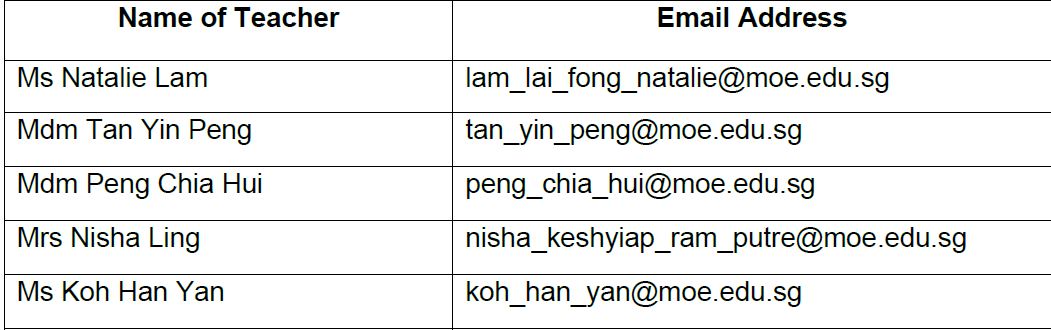 Name of Teacher Email Address
Ms Natalie Lam lam_lai_fong_natalie@moe.edu.sg
Mdm Tan Yin Peng tan_yin_peng@moe.edu.sg
Mdm Peng Chia Hui peng_chia_hui@moe.edu.sg
Mrs Nisha Ling nisha_keshyiap_ram_putre@moe.edu.sg
Ms Koh Han Yan koh_han_yan@moe.edu.sg